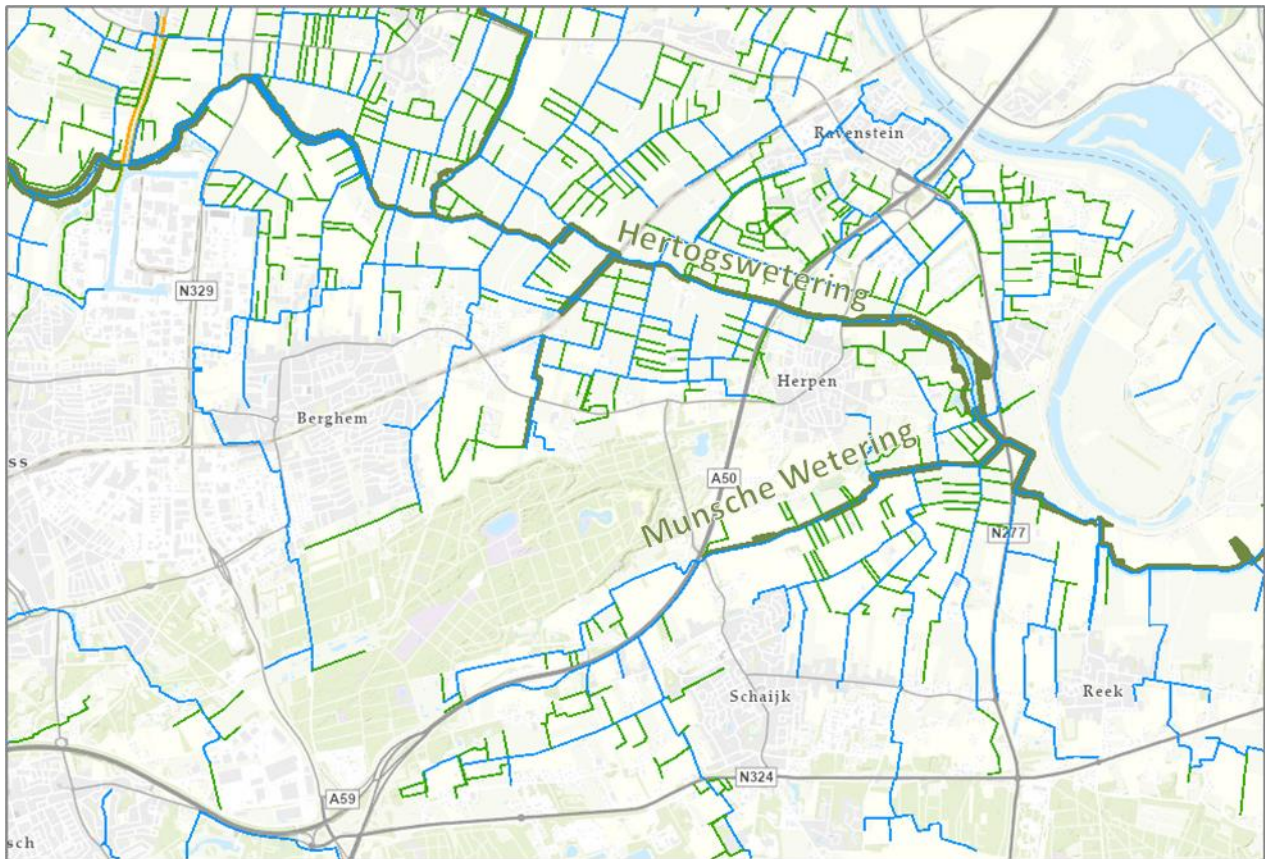 Ravenstein
Hertogswetering
N329
Herpen
Berghem
ss
A50
Munsche Wetering
N277
Schaijk
Reek
N324
A59
sch